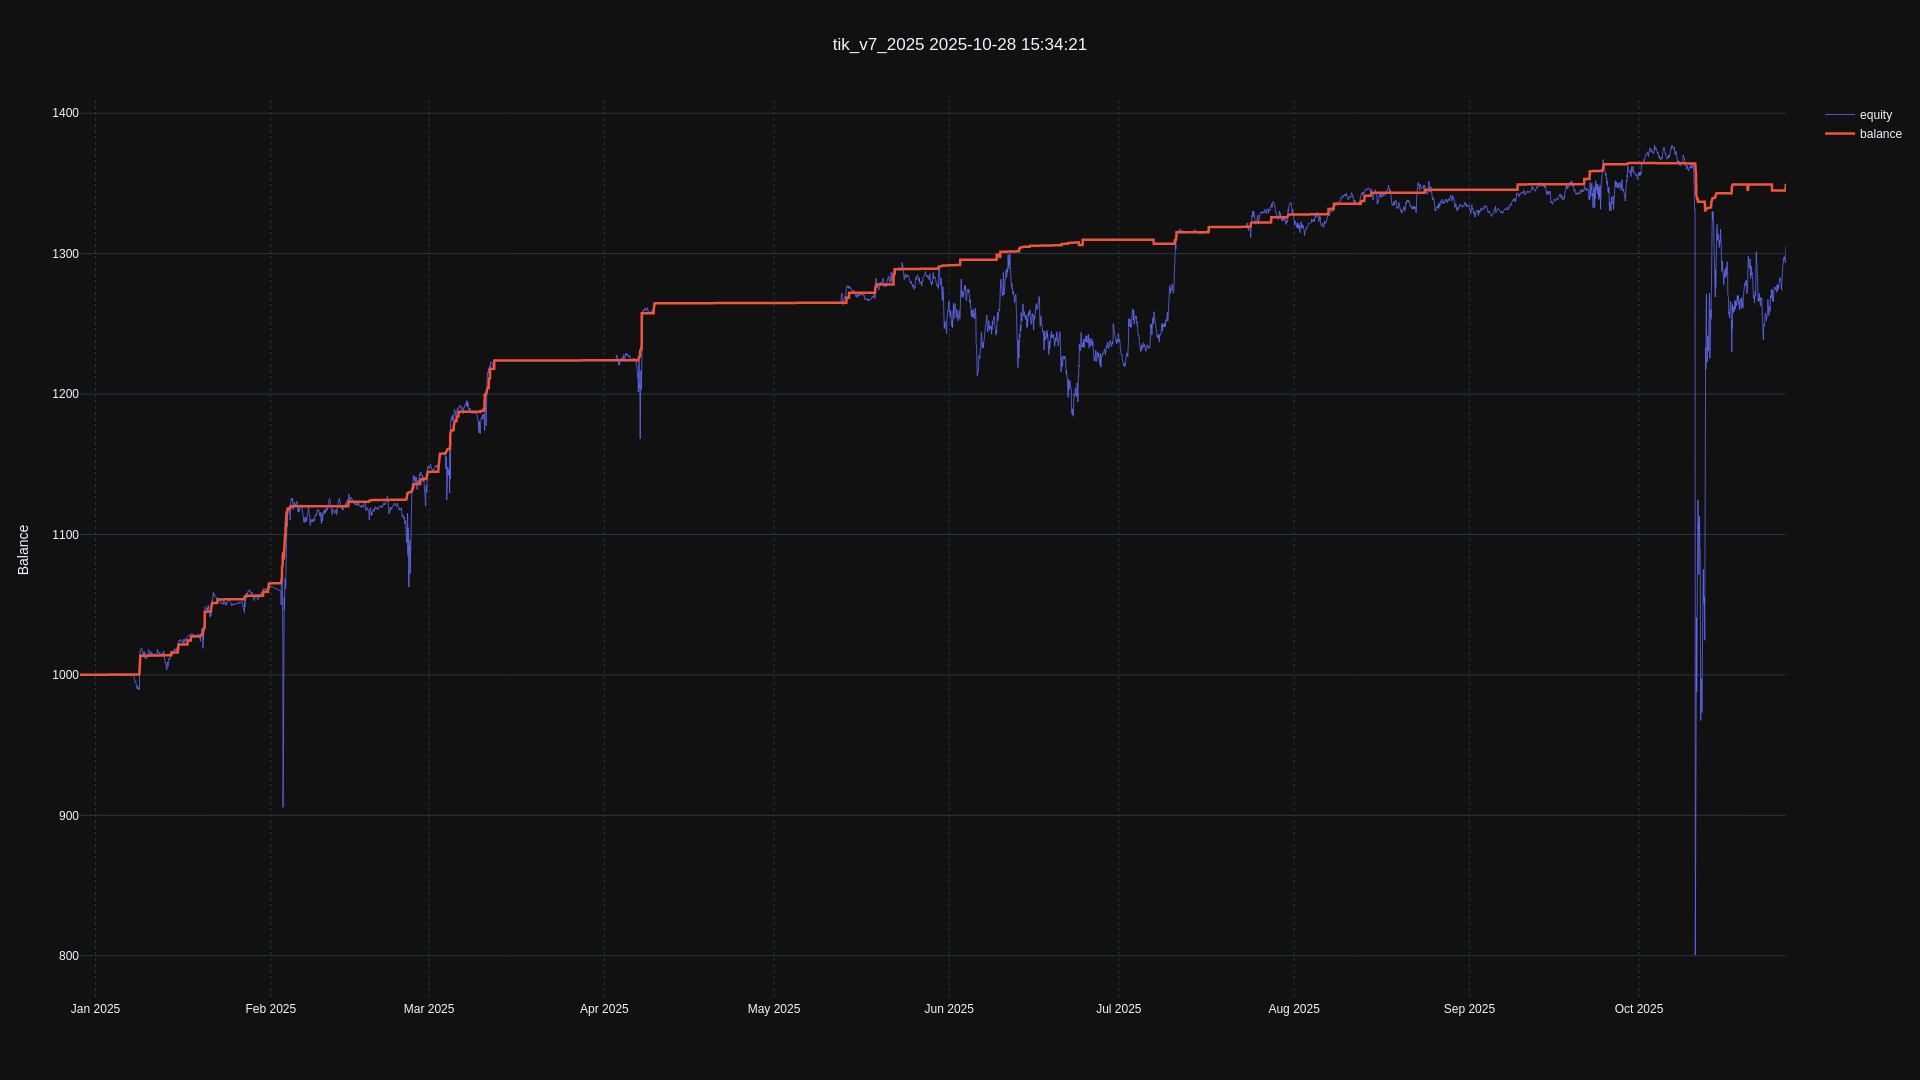 tik_v7_2025 2025-10-28 15:34:21
equity
balance
Balance
1400
1300
1200
1100
1000
900
800
Jan 2025
Feb 2025
Mar 2025
Apr 2025
May 2025
Jun 2025
Jul 2025
Aug 2025
Sep 2025
Oct 2025